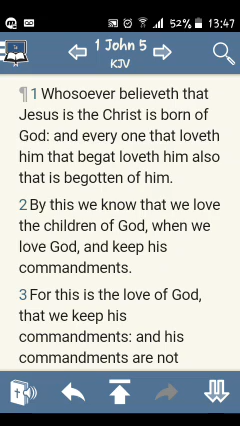 52% 13:47
1 John 5
KJV
¶1 Whosoever believeth that
Jesus is the Christ is born of
God: and every one that loveth
him that begat loveth him also
that is begotten of him.
2 By this we know that we love
the children of God, when we
love God, and keep his
commandments.
3 For this is the love of God,
that we keep his
commandments: and his
commandments are not